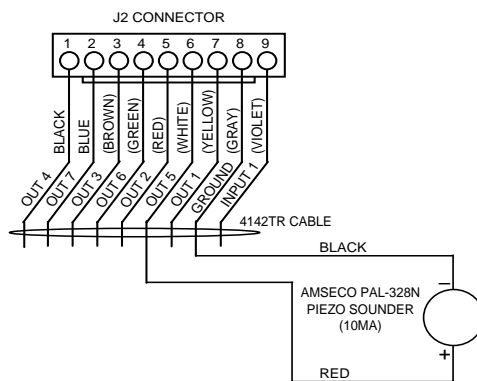 J2 CONNECTOR
1 2 3 4 5 6 7 8 9
BLACK
BLUE
(BROWN)
(GREEN)
(RED)
(WHITE)
(YELLOW)
(GRAY)
(VIOLET)
OUT 4
OUT 7
OUT 3
OUT 6
OUT 2
OUT 5
OUT 1
GROUND
INPUT 1
4142TR CABLE
BLACK
–
AMSECO PAL-328N
PIEZO SOUNDER
(10MA)
+
RED